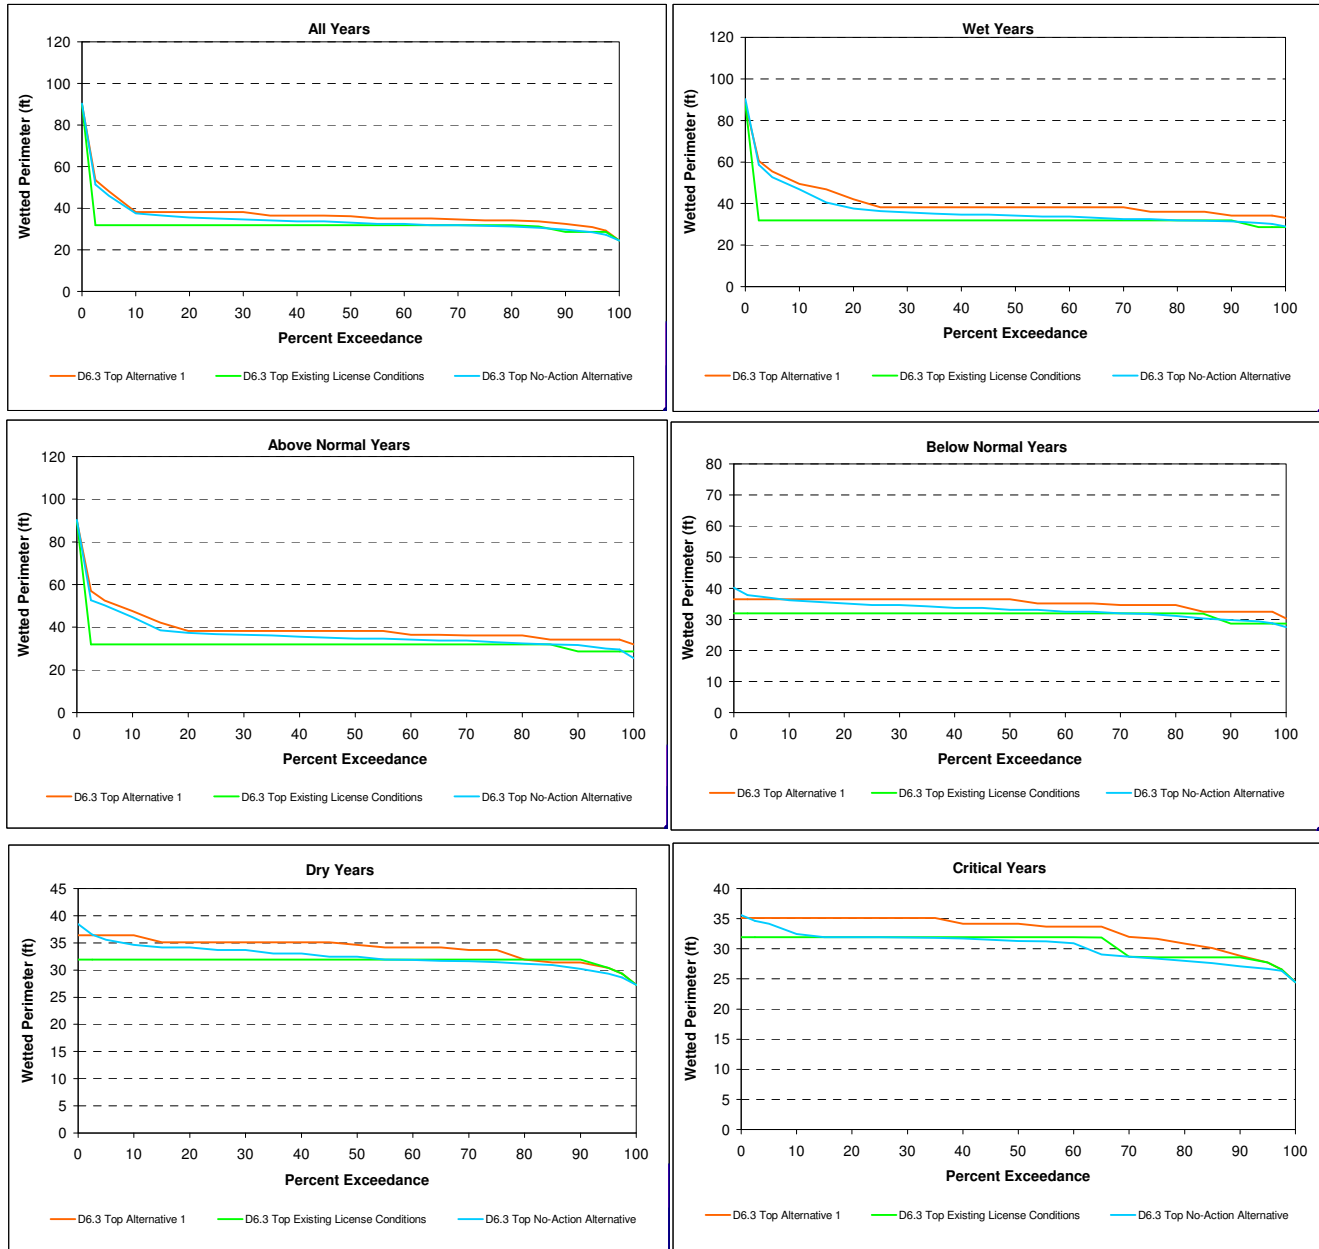 All Years
Wetted Perimeter (ft)
120
100
80
60
40
20
0
0 10 20 30 40 50 60 70 80 90 100
Percent Exceedance
D6.3 Top Alternative 1 D6.3 Top Existing License Conditions D6.3 Top No-Action Alternative
Wet Years
Wetted Perimeter (ft)
120
100
80
60
40
20
0
0 10 20 30 40 50 60 70 80 90 100
Percent Exceedance
D6.3 Top Alternative 1 D6.3 Top Existing License Conditions D6.3 Top No-Action Alternative
Above Normal Years
Wetted Perimeter (ft)
120
100
80
60
40
20
0
0 10 20 30 40 50 60 70 80 90 100
Percent Exceedance
D6.3 Top Alternative 1 D6.3 Top Existing License Conditions D6.3 Top No-Action Alternative
Below Normal Years
Wetted Perimeter (ft)
80
70
60
50
40
30
20
10
0
0 10 20 30 40 50 60 70 80 90 100
Percent Exceedance
D6.3 Top Alternative 1 D6.3 Top Existing License Conditions D6.3 Top No-Action Alternative
Dry Years
Wetted Perimeter (ft)
45
40
35
30
25
20
15
10
5
0
0 10 20 30 40 50 60 70 80 90 100
Percent Exceedance
D6.3 Top Alternative 1 D6.3 Top Existing License Conditions D6.3 Top No-Action Alternative
Critical Years
Wetted Perimeter (ft)
40
35
30
25
20
15
10
5
0
0 10 20 30 40 50 60 70 80 90 100
Percent Exceedance
D6.3 Top Alternative 1 D6.3 Top Existing License Conditions D6.3 Top No-Action Alternative